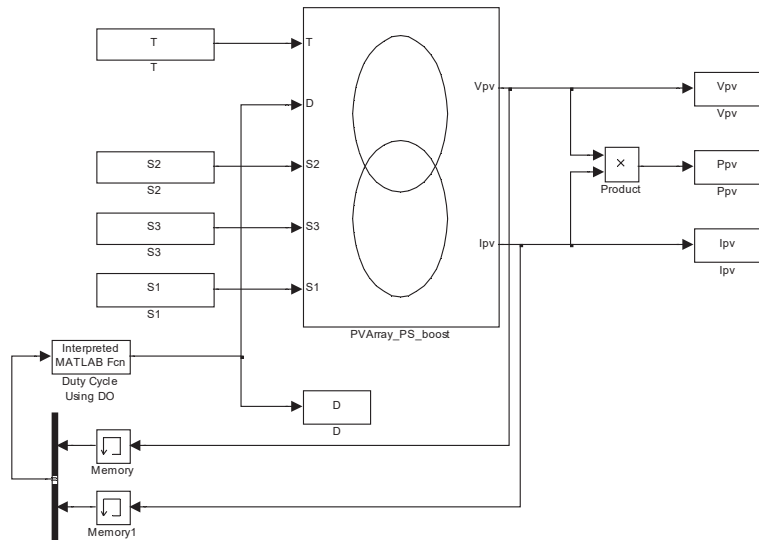 T
T
S2
S2
S3
S3
S1
S1
T
D
S2
S3
S1
Vpv
Ipv
PVArray_PS_boost
Vpv
Vpv
×
Product
Ppv
Ppv
Ipv
Ipv
Interpreted
MATLAB Fcn
Duty Cycle
Using DO
D
D
Memory
Memory1